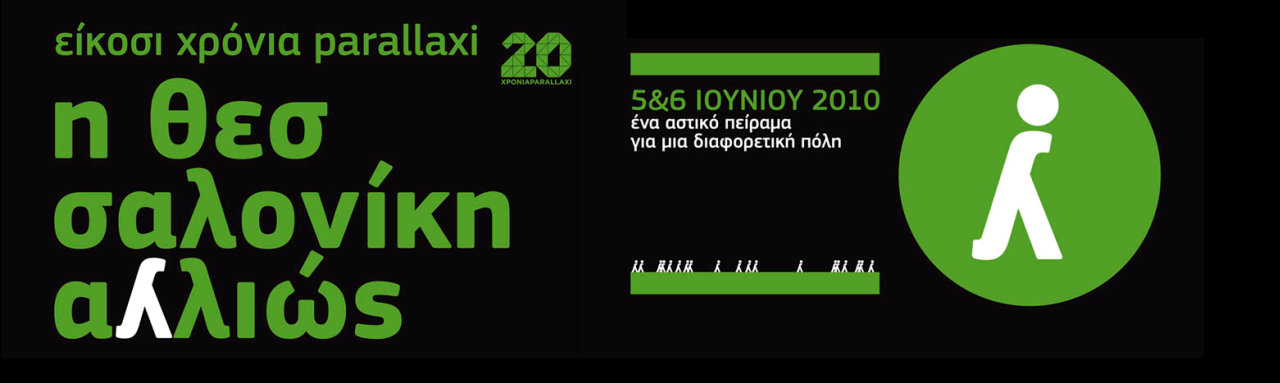 είκοσι χρόνια parallaxi
20
ΧΡΟΝΙΑPARALLAXI
η θεσ
σαλονίκη
αλλιώς
5&6 ΙΟΥΝΙΟΥ 2010
ένα αστικό πείραμα
για μια διαφορετική πόλη